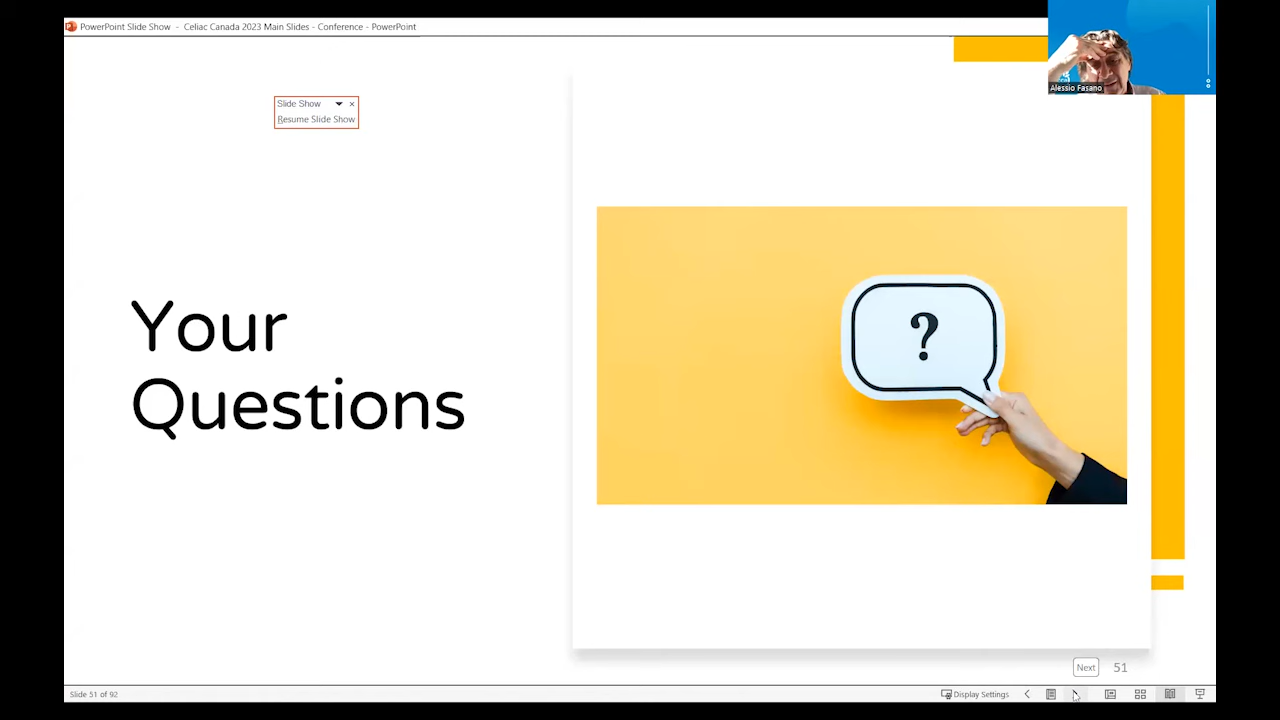 PowerPoint Slide Show - Celiac Canada 2023 Main Slides - Conference - PowerPoint
Alessio Fasano
Slide Show
Resume Slide Show
Your
Questions
?
Next
51
Slide 51 of 92
Display Settings